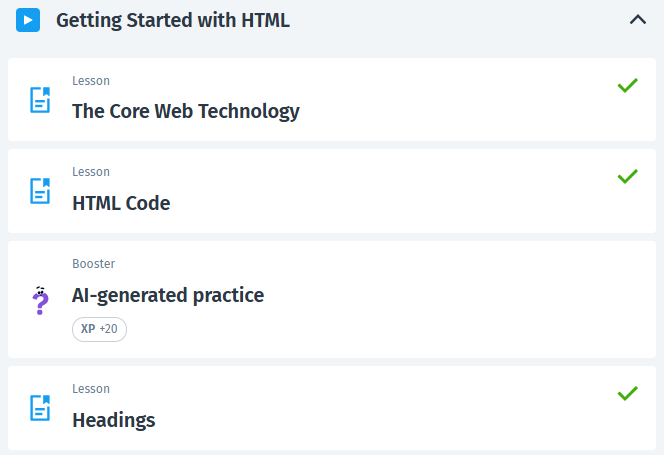 Getting Started with HTML
Lesson
The Core Web Technology
Lesson
HTML Code
Booster
AI-generated practice
XP +20
Lesson
Headings